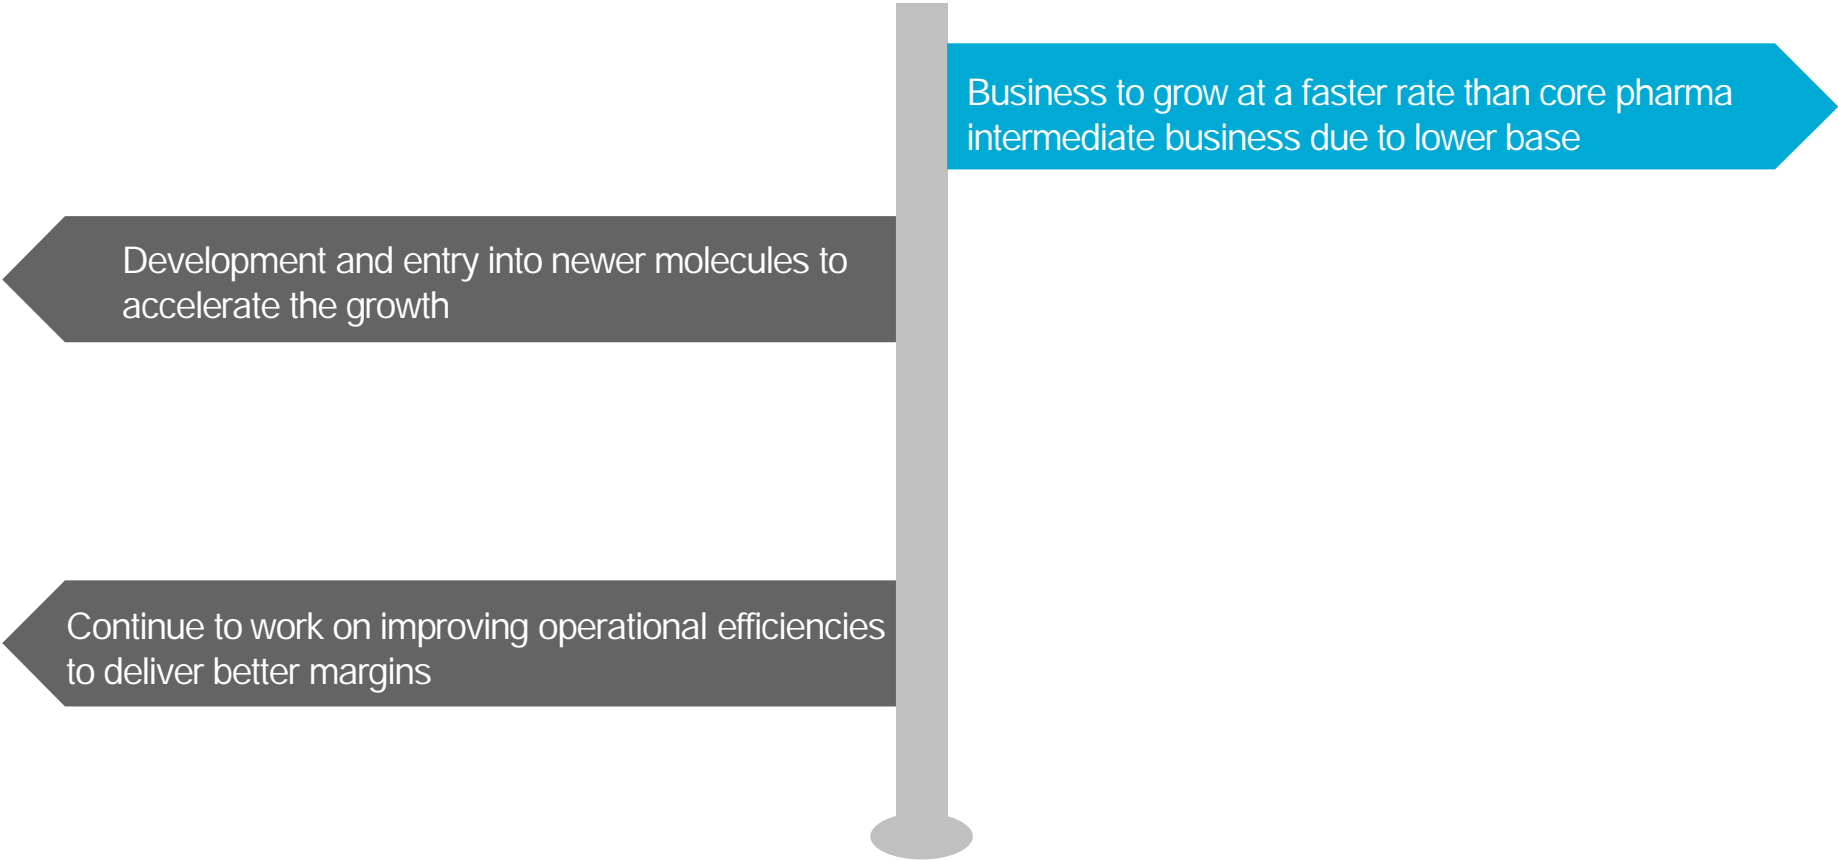 Business to grow at a faster rate than core pharma
intermediate business due to lower base
Development and entry into newer molecules to
accelerate the growth
Continue to work on improving operational efficiencies
to deliver better margins